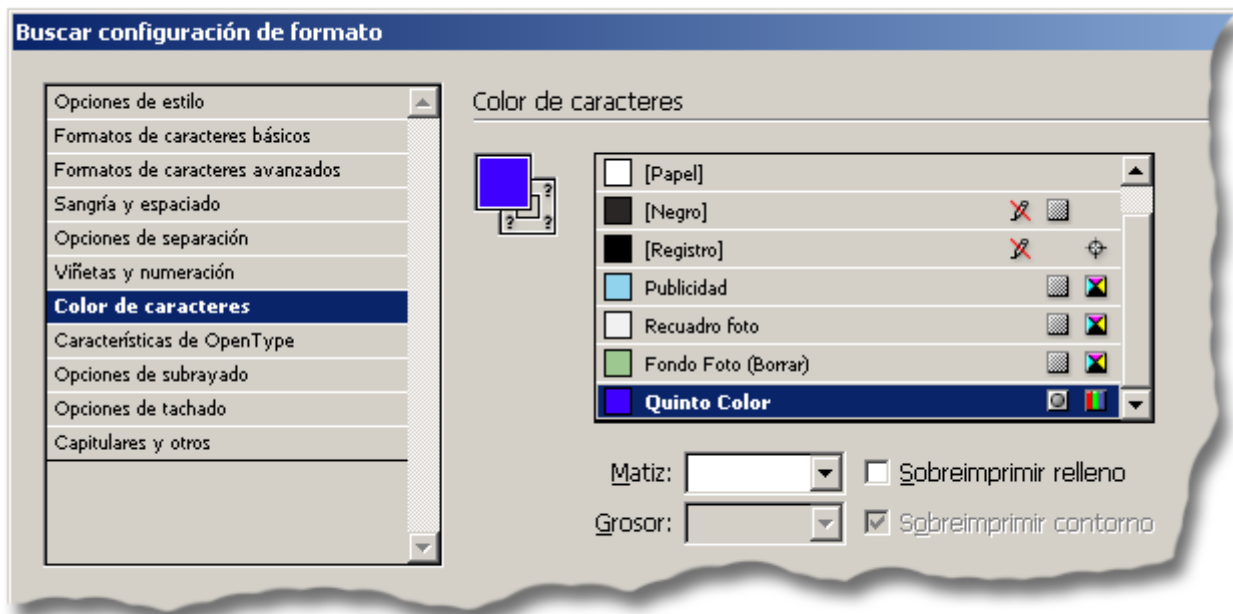 Buscar configuración de formato
Opciones de estilo
Formatos de caracteres básicos
Formatos de caracteres avanzados
Sangría y espaciado
Opciones de separación
Viñetas y numeración
Color de caracteres
Características de OpenType
Opciones de subrayado
Opciones de tachado
Capitulares y otros
Color de caracteres
?
? ?
[Papel]
[Negro]
[Registro]
Publicidad
Recuadro foto
Fondo Foto (Borrar)
Quinto Color
Matiz:
Sobreimprimir relleno
Grosor:
Sobreimprimir contorno